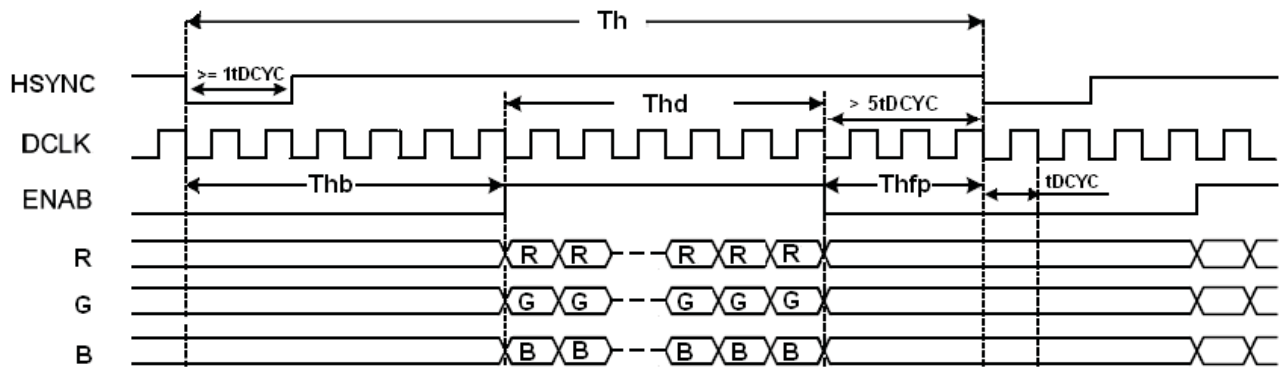 Th
HSYNC
>= 1tDCYC
Thd
> 5tDCYC
DCLK
Thb
Thfp
tDCYC
ENAB
R
R R R R R
G
G G G G G
B
B B B B B